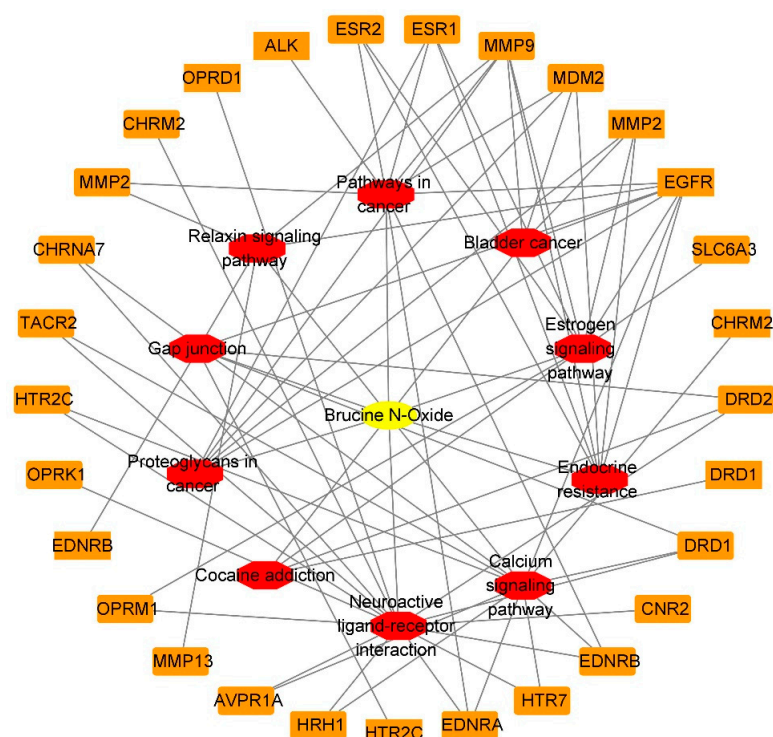 ESR2
ESR1
ALK
MMP9
OPRD1
MDM2
CHRM2
MMP2
MMP2
Pathways in
cancer
EGFR
Relaxin signaling
pathway
Bladder cancer
CHRNA7
SLC6A3
TACR2
Gap junction
Estrogen
signaling
pathway
CHRM2
HTR2C
Brucine N-Oxide
DRD2
OPRK1
Proteoglycans in
cancer
Endocrine
resistance
DRD1
EDNRB
DRD1
Cocaine addiction
Calcium
signaling
pathway
OPRM1
Neuroactive
ligand-receptor
interaction
CNR2
MMP13
EDNRB
AVPR1A
HTR7
HRH1
HTR2C
EDNRA